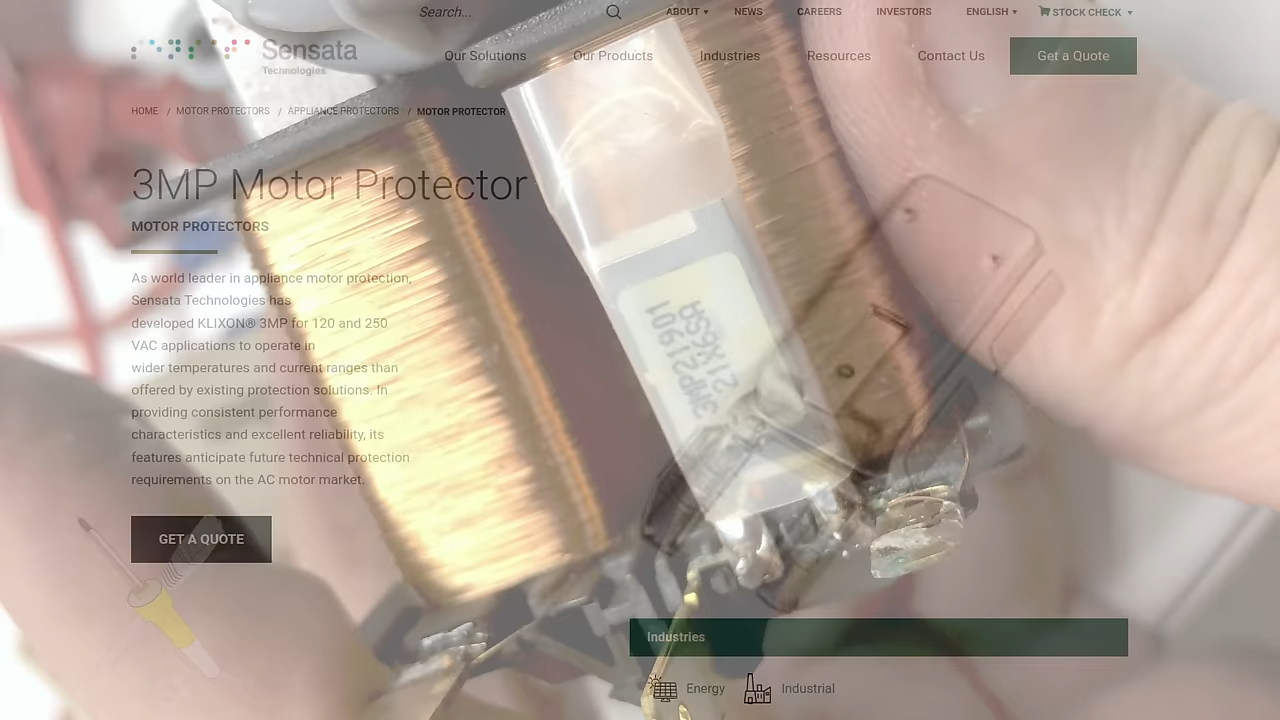 Search...
ABOUT
NEWS
CAREERS
INVESTORS
ENGLISH
STOCK CHECK
Sensata
Technologies
Our Solutions
Our Products
Industries
Resources
Contact Us
Get a Quote
HOME / MOTOR PROTECTORS / APPLIANCE PROTECTORS / MOTOR PROTECTOR
3MP Motor Protector
MOTOR PROTECTORS
As world leader in appliance motor protection,
Sensata Technologies has
developed KLIXON® 3MP for 120 and 250
VAC applications to operate in
wider temperatures and current ranges than
offered by existing protection solutions. In
providing consistent performance
characteristics and excellent reliability, its
features anticipate future technical protection
requirements on the AC motor market.
GET A QUOTE
Industries
Energy
Industrial